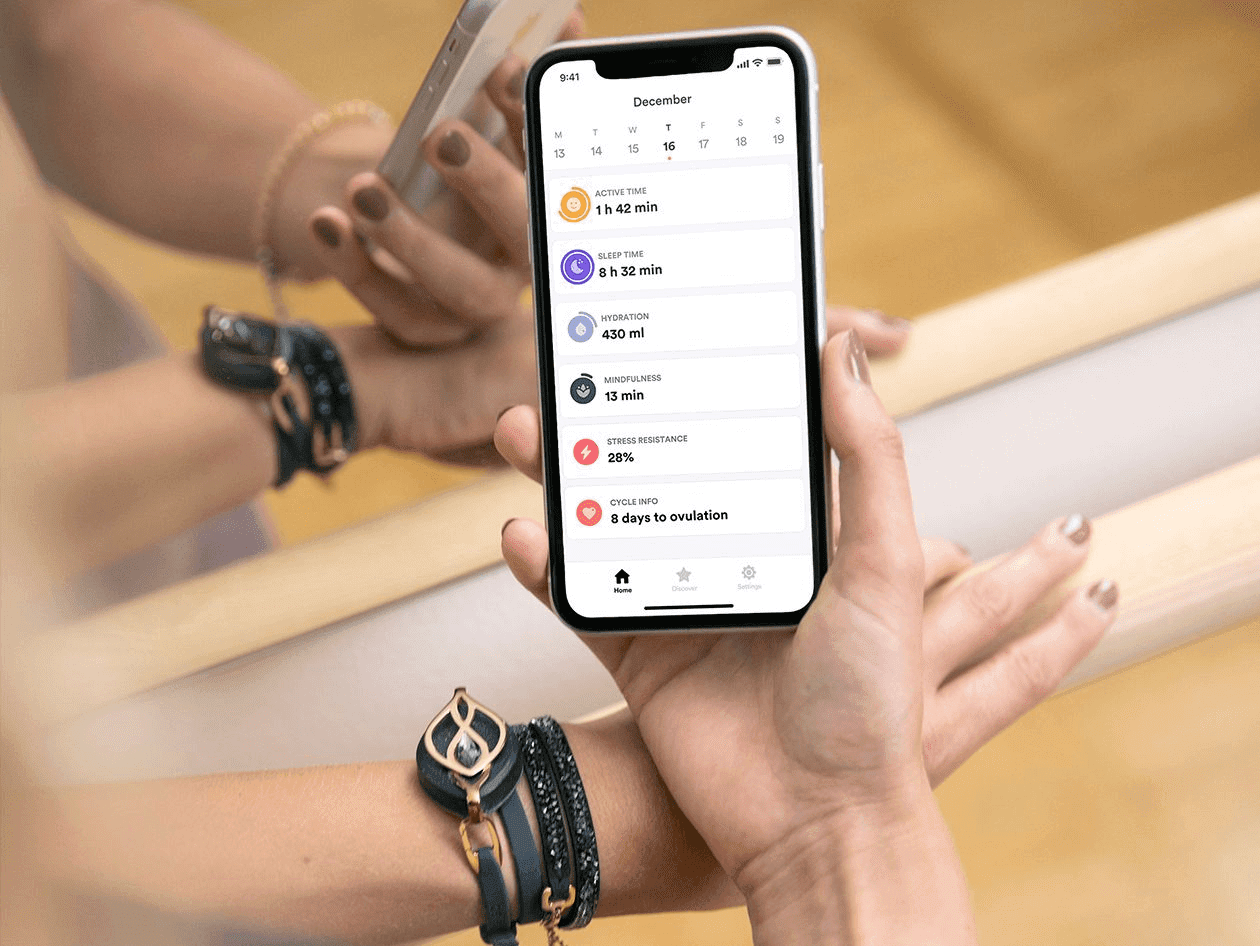 9:41
December
M T W T F S S
13 14 15 16 17 18 19
ACTIVE TIME
1 h 42 min
SLEEP TIME
8 h 32 min
HYDRATION
430 ml
MINDFULNESS
13 min
STRESS RESISTANCE
28%
CYCLE INFO
8 days to ovulation
Home Discover Settings